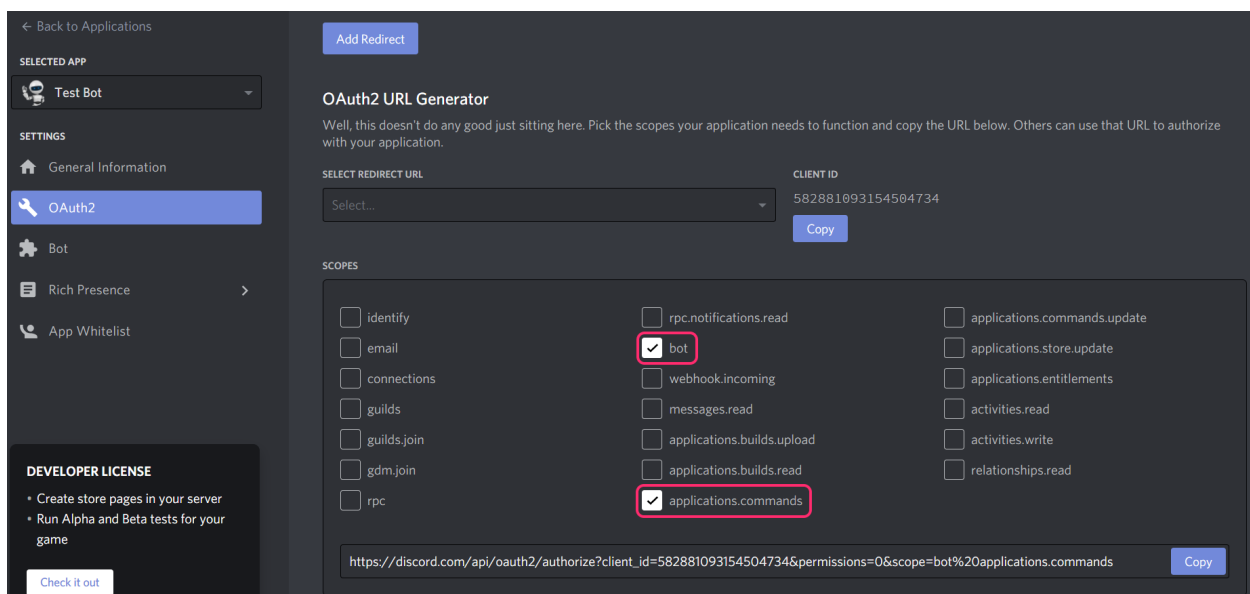 ← Back to Applications
SELECTED APP
Test Bot
SETTINGS
General Information
OAuth2
Bot
Rich Presence
App Whitelist
DEVELOPER LICENSE
• Create store pages in your server
• Run Alpha and Beta tests for your
game
Check it out
Add Redirect
OAuth2 URL Generator
Well, this doesn't do any good just sitting here. Pick the scopes your application needs to function and copy the URL below. Others can use that URL to authorize
with your application.
SELECT REDIRECT URL
Select...
CLIENT ID
582881093154504734
Copy
SCOPES
identify
email
connections
guilds
guilds.join
gdm.join
rpc
rpc.notifications.read
bot
webhook.incoming
messages.read
applications.builds.upload
applications.builds.read
applications.commands
applications.commands.update
applications.store.update
applications.entitlements
activities.read
activities.write
relationships.read
https://discord.com/api/oauth2/authorize?client_id=582881093154504734&permissions=0&scope=bot%20applications.commands
Copy